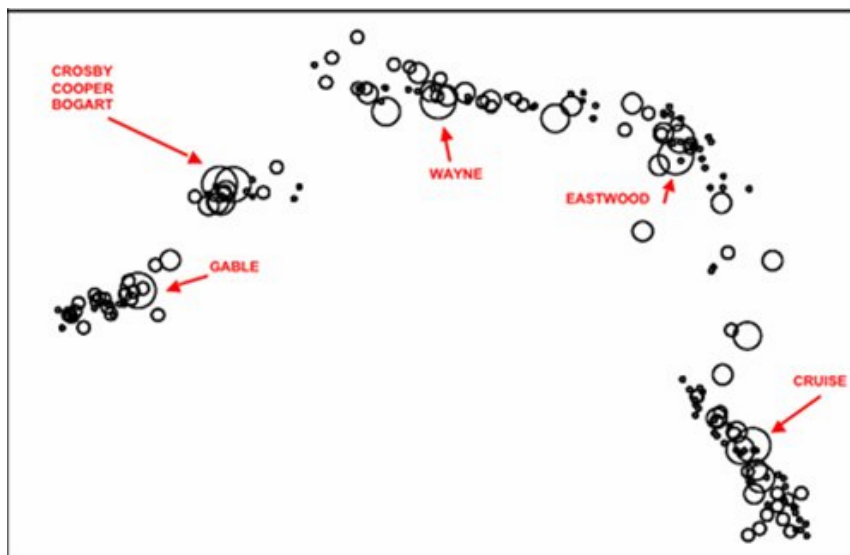 CROSBY
COOPER
BOGART
WAYNE
EASTWOOD
GABLE
CRUISE